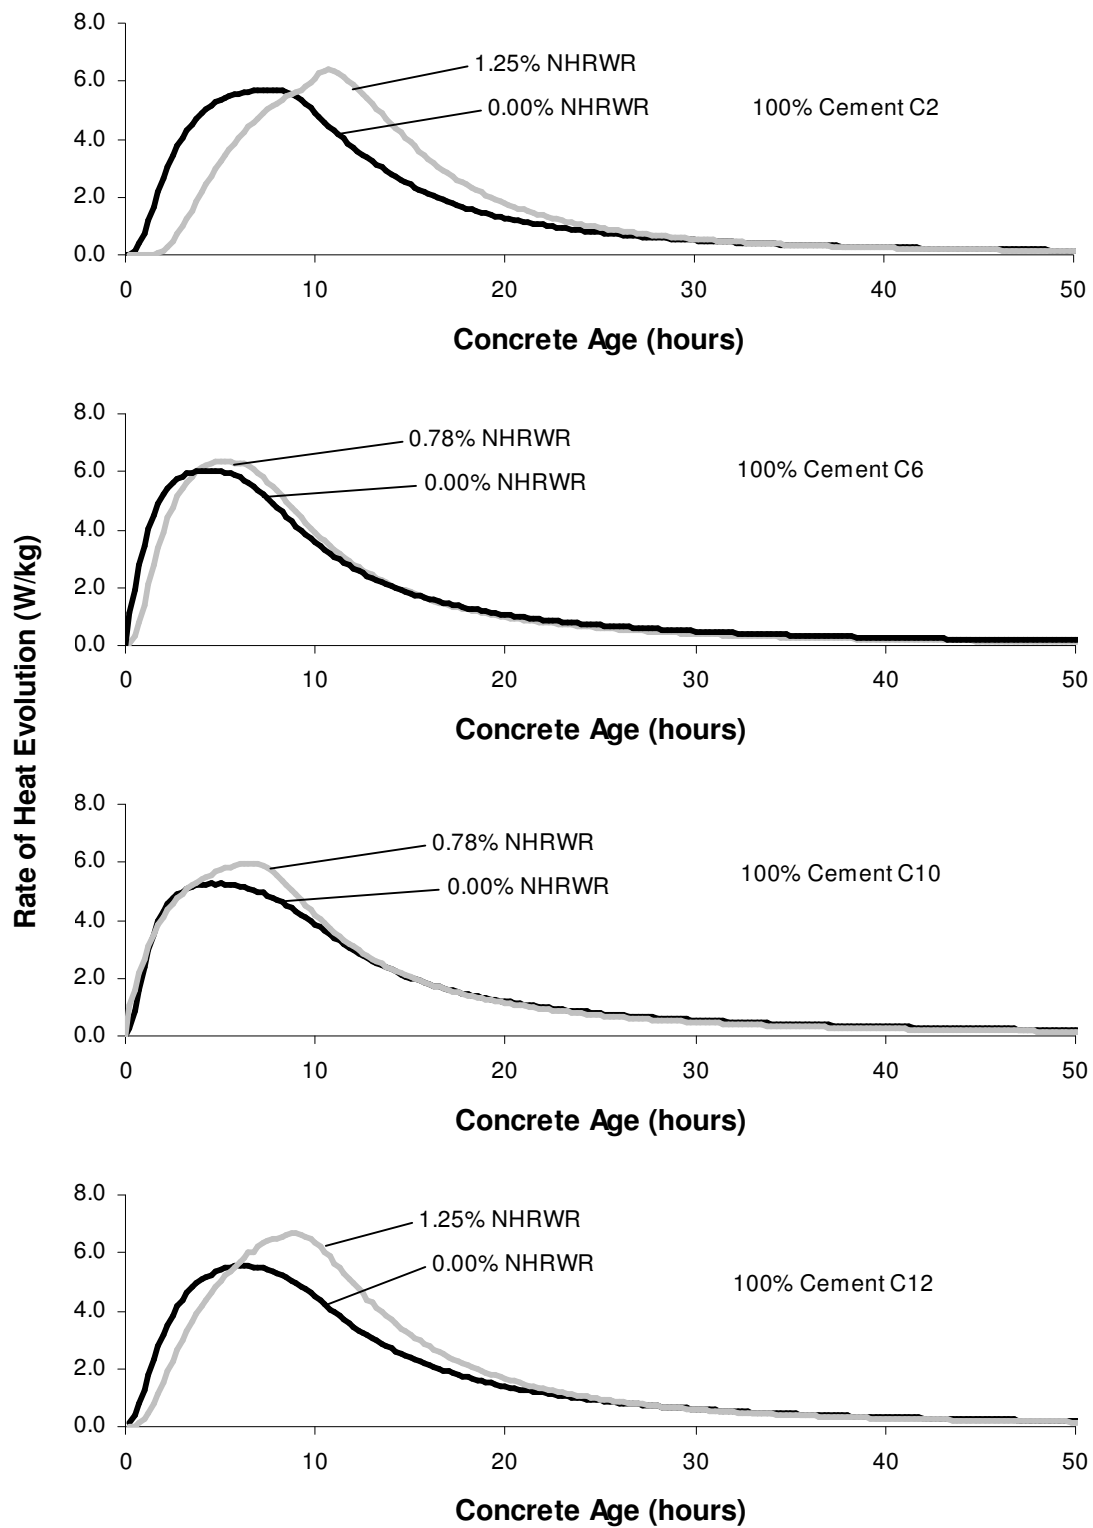 Rate of Heat Evolution (W/kg)
8.0
6.0
4.0
2.0
0.0
1.25% NHRWR
0.00% NHRWR
100% Cement C2
0 10 20 30 40 50
Concrete Age (hours)
8.0
6.0
4.0
2.0
0.0
0.78% NHRWR
0.00% NHRWR
100% Cement C6
0 10 20 30 40 50
Concrete Age (hours)
8.0
6.0
4.0
2.0
0.0
0.78% NHRWR
0.00% NHRWR
100% Cement C10
0 10 20 30 40 50
Concrete Age (hours)
8.0
6.0
4.0
2.0
0.0
1.25% NHRWR
0.00% NHRWR
100% Cement C12
0 10 20 30 40 50
Concrete Age (hours)